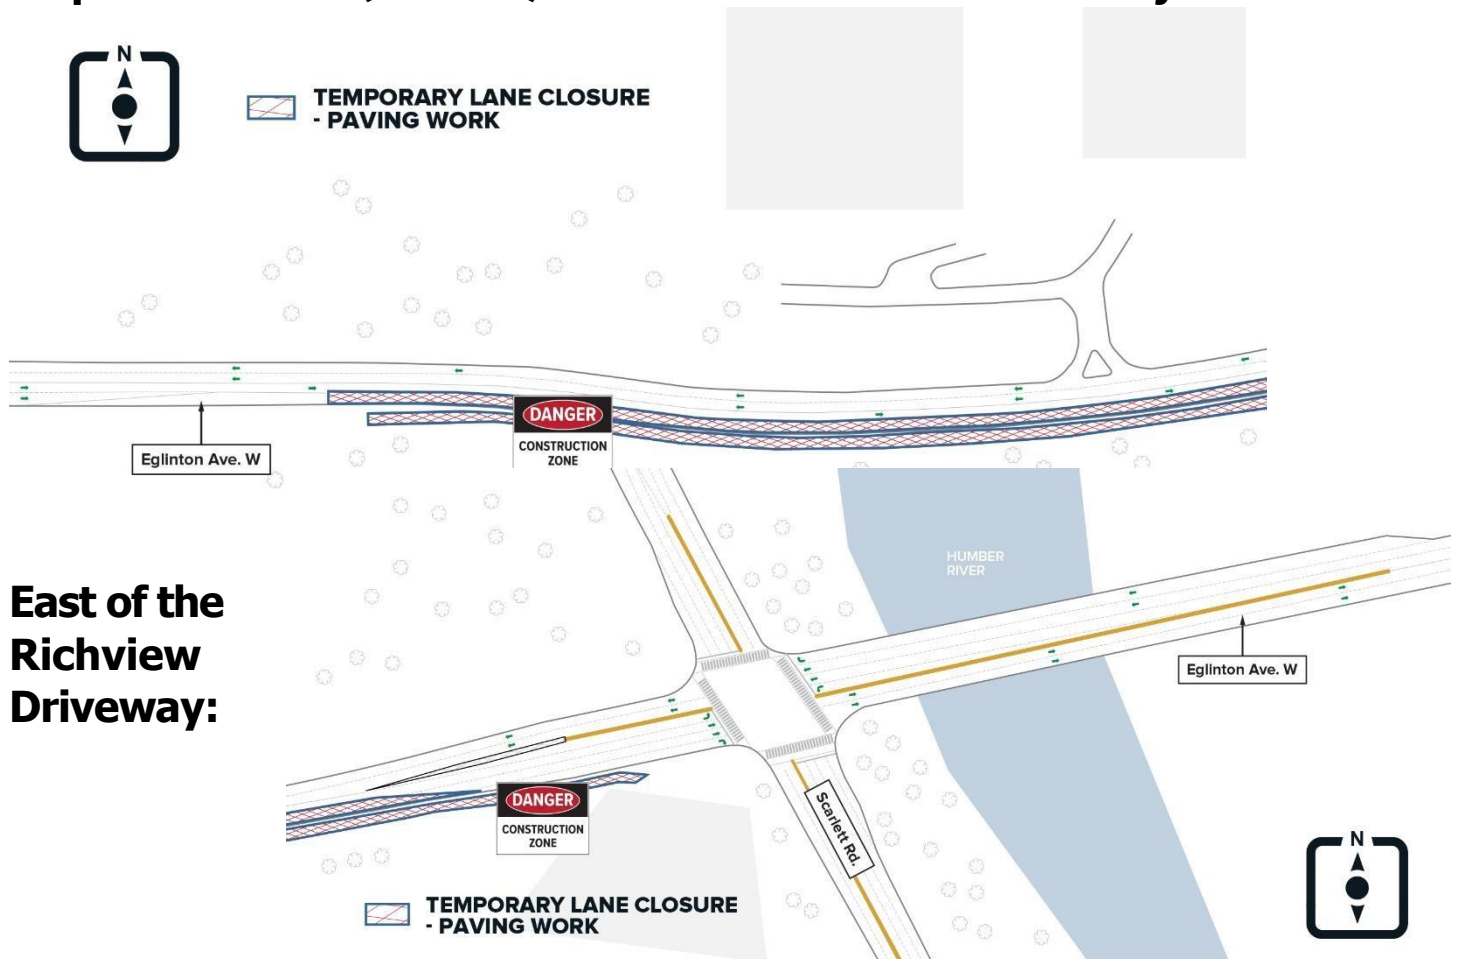 N
TEMPORARY LANE CLOSURE
- PAVING WORK
DANGER
CONSTRUCTION
ZONE
Eglinton Ave. W
HUMBER
RIVER
East of the
Richview
Driveway:
Eglinton Ave. W
DANGER
CONSTRUCTION
ZONE
Scarlett Rd.
N
TEMPORARY LANE CLOSURE
- PAVING WORK